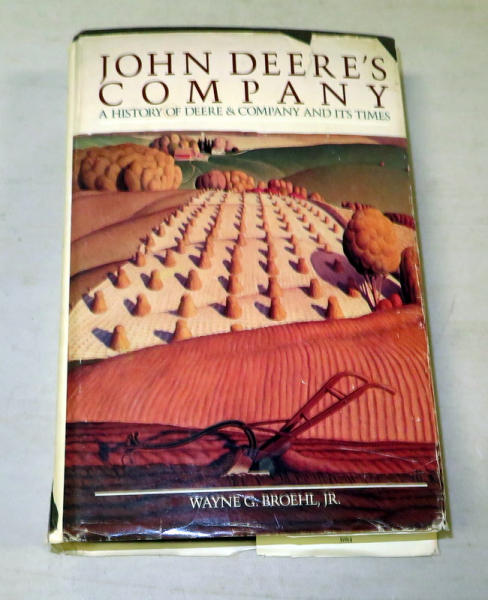 JOHN DEERE'S
COMPANY
A HISTORY OF DEERE & COMPANY AND ITS TIMES
WAYNE G. BROEHL, JR.